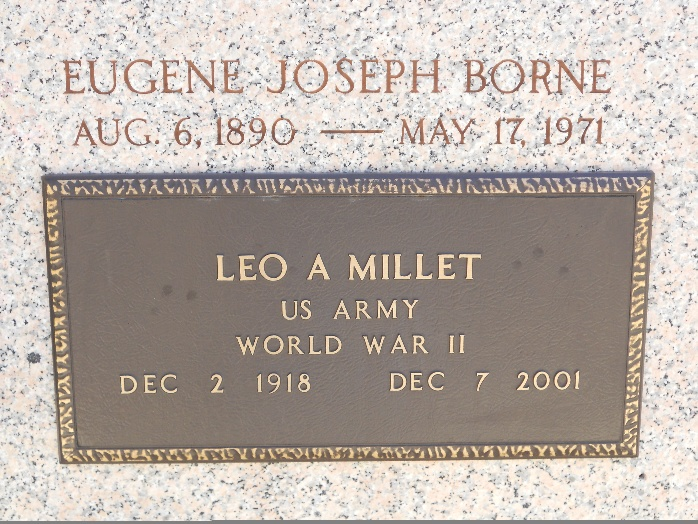 EUGENE JOSEPH BORNE
AUG. 6, 1890 — MAY 17, 1971
LEO A MILLET
US ARMY
WORLD WAR II
DEC 2 1918 DEC 7 2001